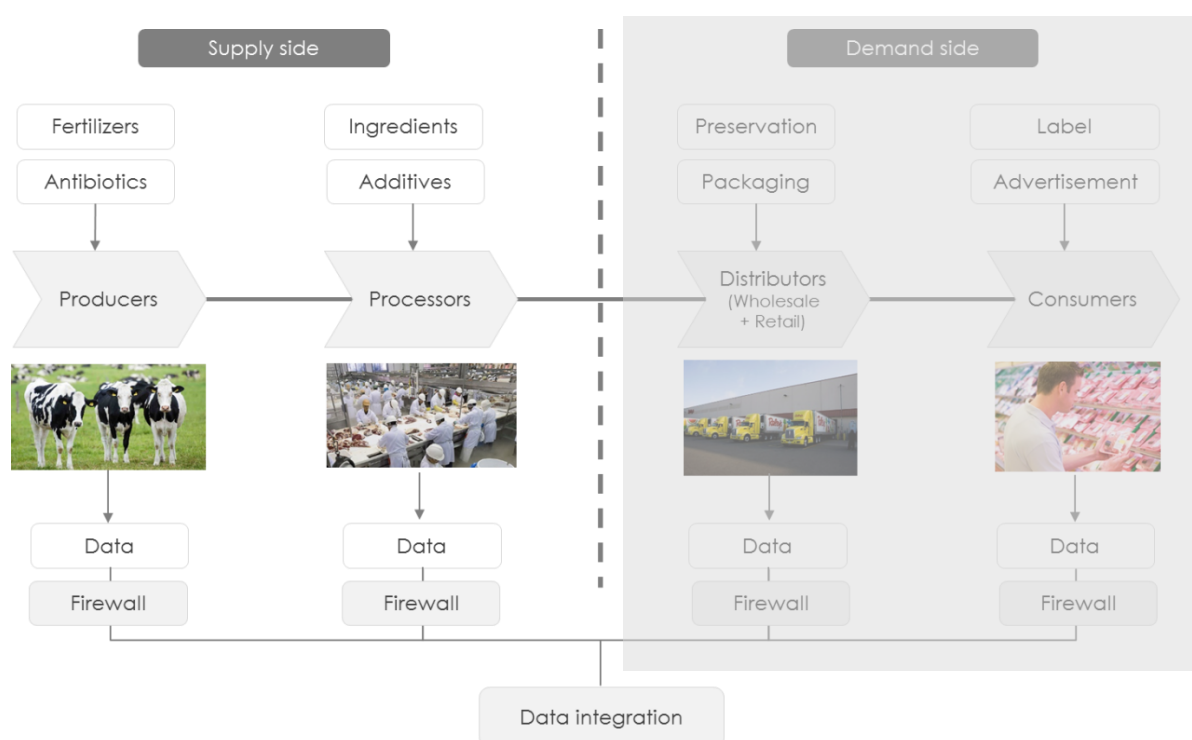 Supply side
Demand side
Fertilizers
Ingredients
Preservation
Label
Antibiotics
Additives
Packaging
Advertisement
Producers
Processors
Distributors
(Wholesale
+ Retail)
Consumers
Data
Data
Data
Data
Firewall
Firewall
Firewall
Firewall
Data integration